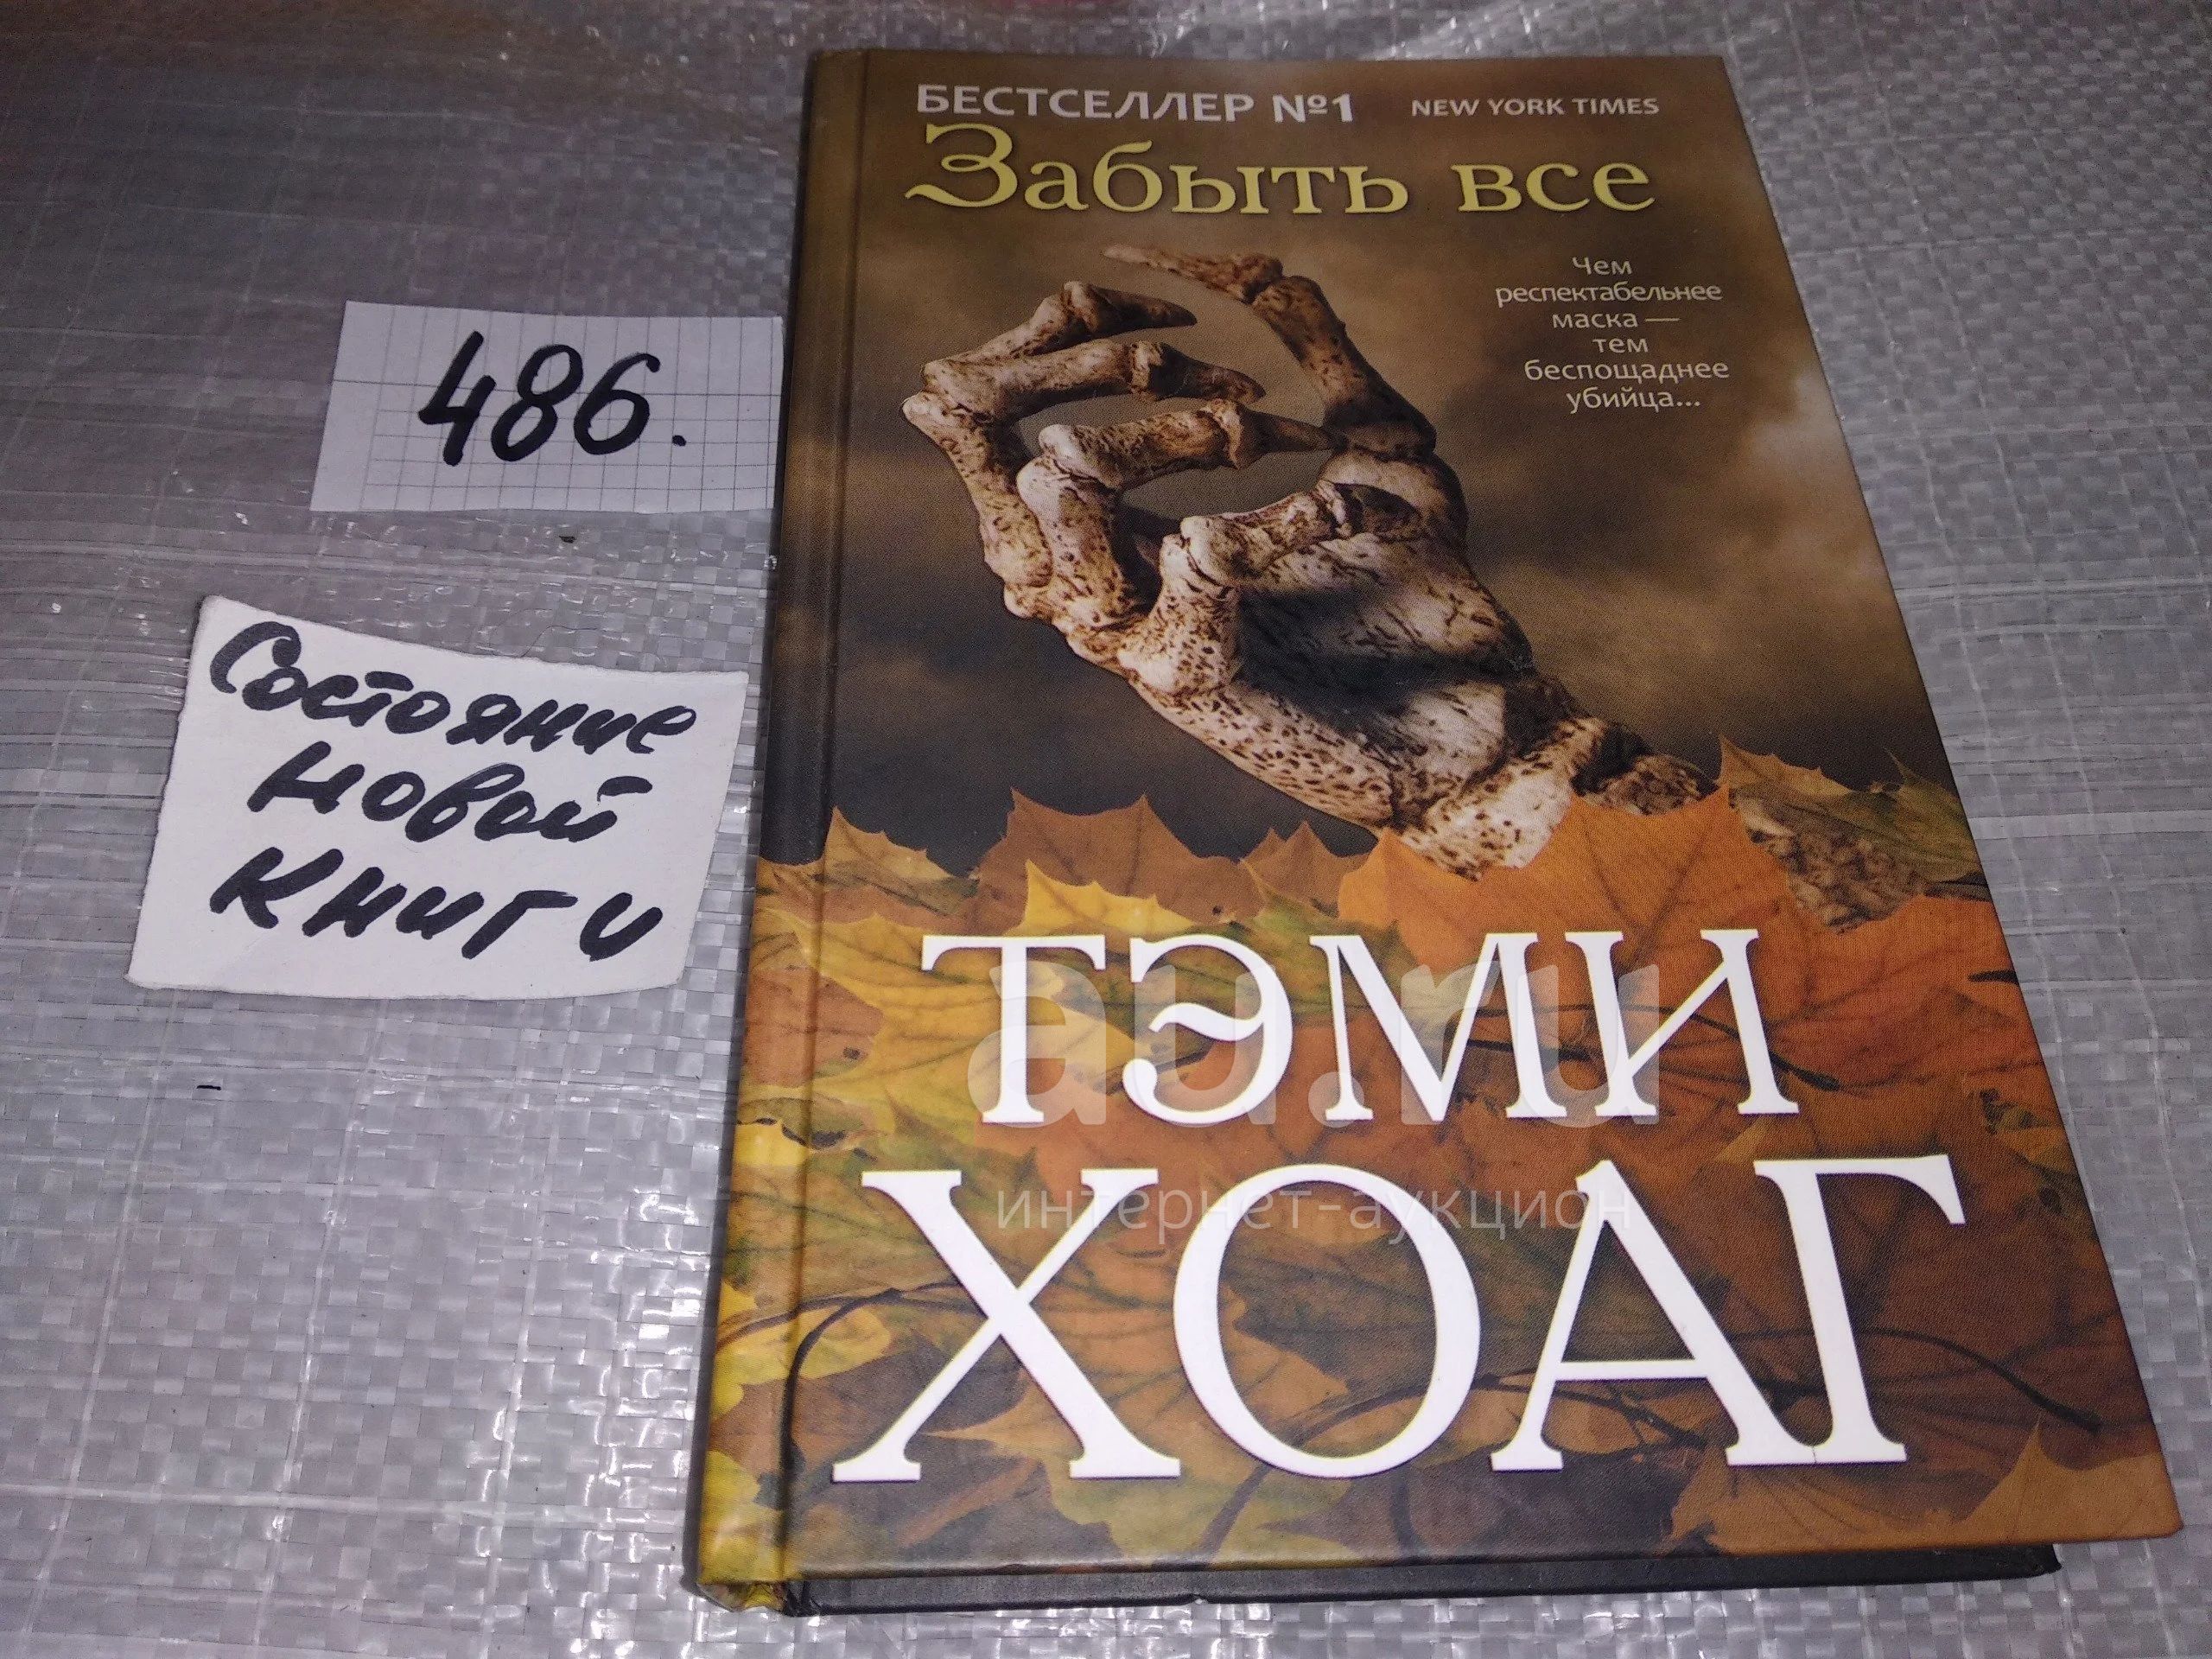 БЕСТСЕЛЛЕР №1 NEW YORK TIMES
Забыть все
Чем
респектабельнее
маска —
тем
беспощаднее
убийца...
486.
Состояние
новой
книги
ТЭМИ
au.ru
интернет-аукцион
ХОАГ